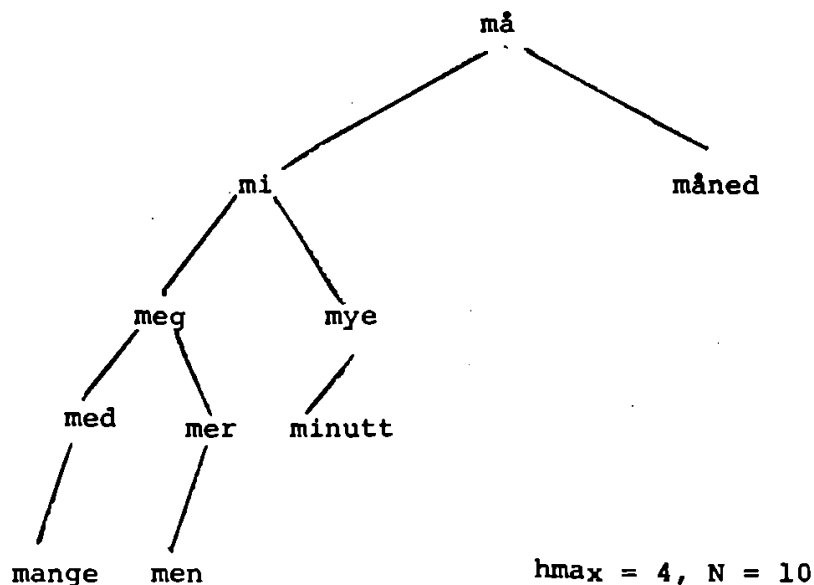 må
mi måned
meg mye
med mer minutt
mange men hmax = 4, N = 10